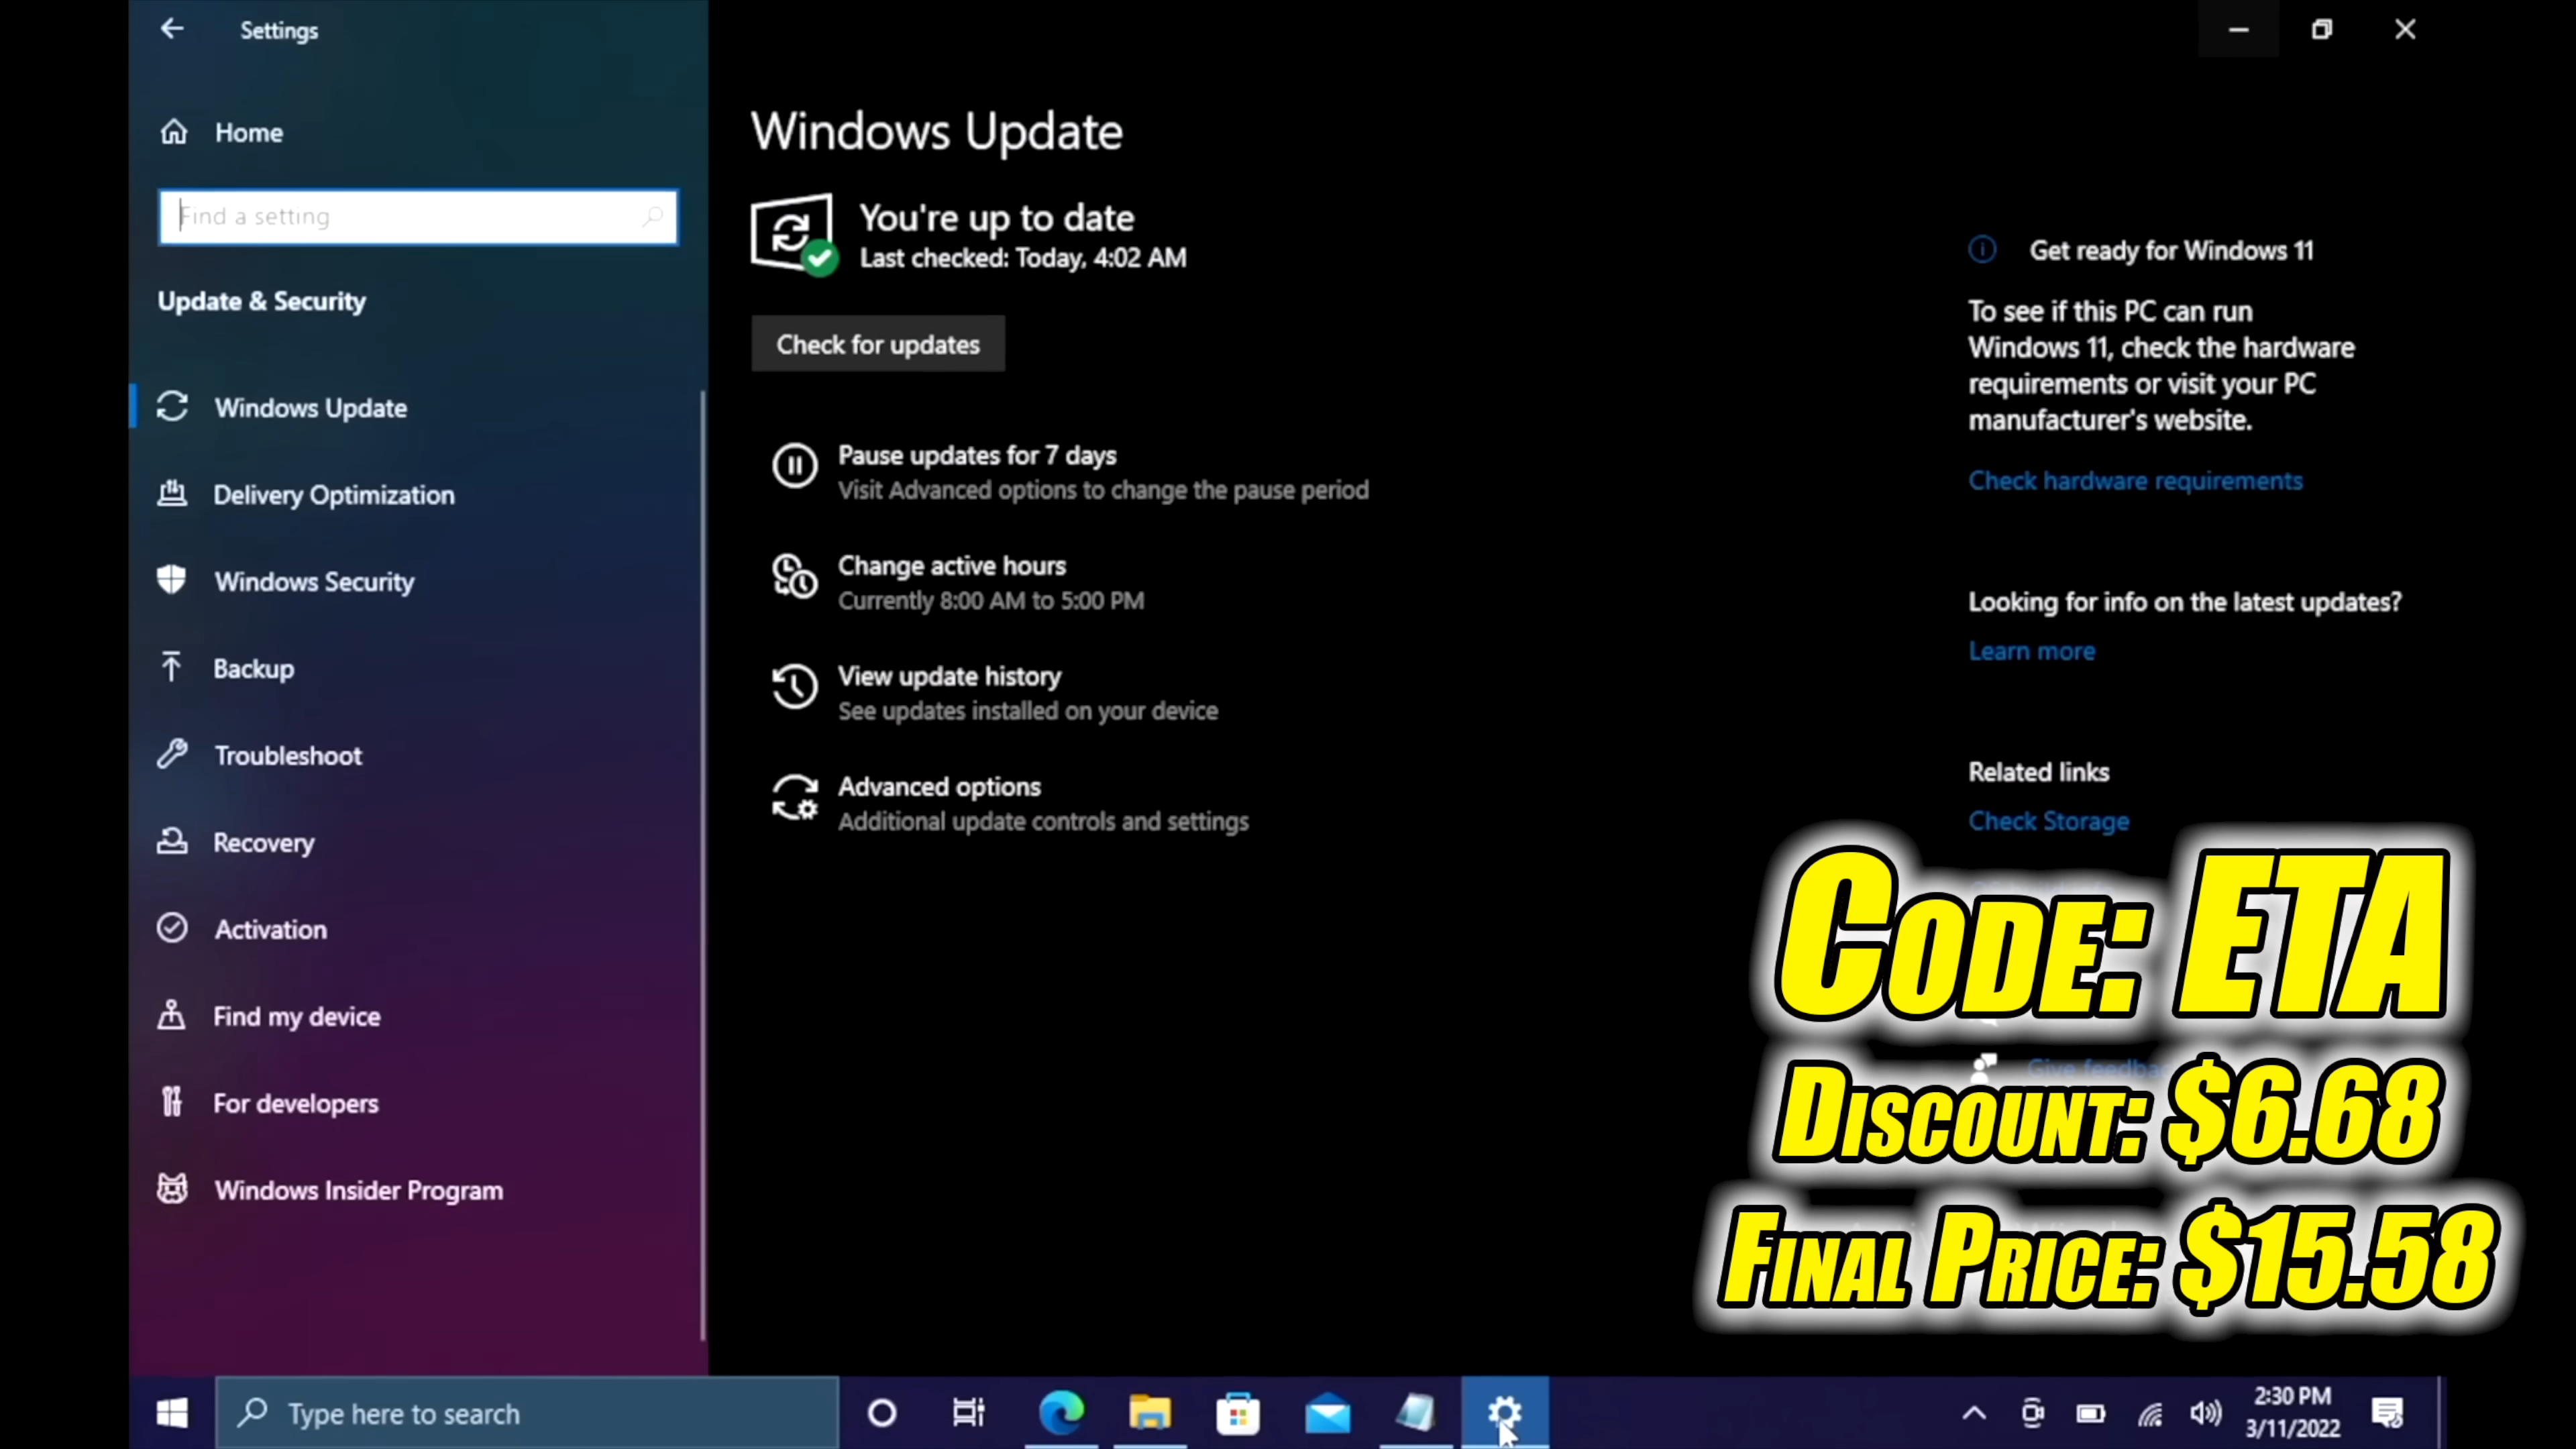 Settings
Home
Find a setting
Update & Security
Windows Update
Delivery Optimization
Windows Security
Backup
Troubleshoot
Recovery
Activation
Find my device
For developers
Windows Insider Program
Windows Update
You're up to date
Last checked: Today, 4:02 AM
Check for updates
Pause updates for 7 days
Visit Advanced options to change the pause period
Change active hours
Currently 8:00 AM to 5:00 PM
View update history
See updates installed on your device
Advanced options
Additional update controls and settings
Get ready for Windows 11
To see if this PC can run
Windows 11, check the hardware
requirements or visit your PC
manufacturer's website.
Check hardware requirements
Looking for info on the latest updates?
Learn more
Related links
Check Storage
Code: ETA
Give
Discount: $6.68
Final Price: $15.58
Type here to search
2:30 PM
3/11/2022